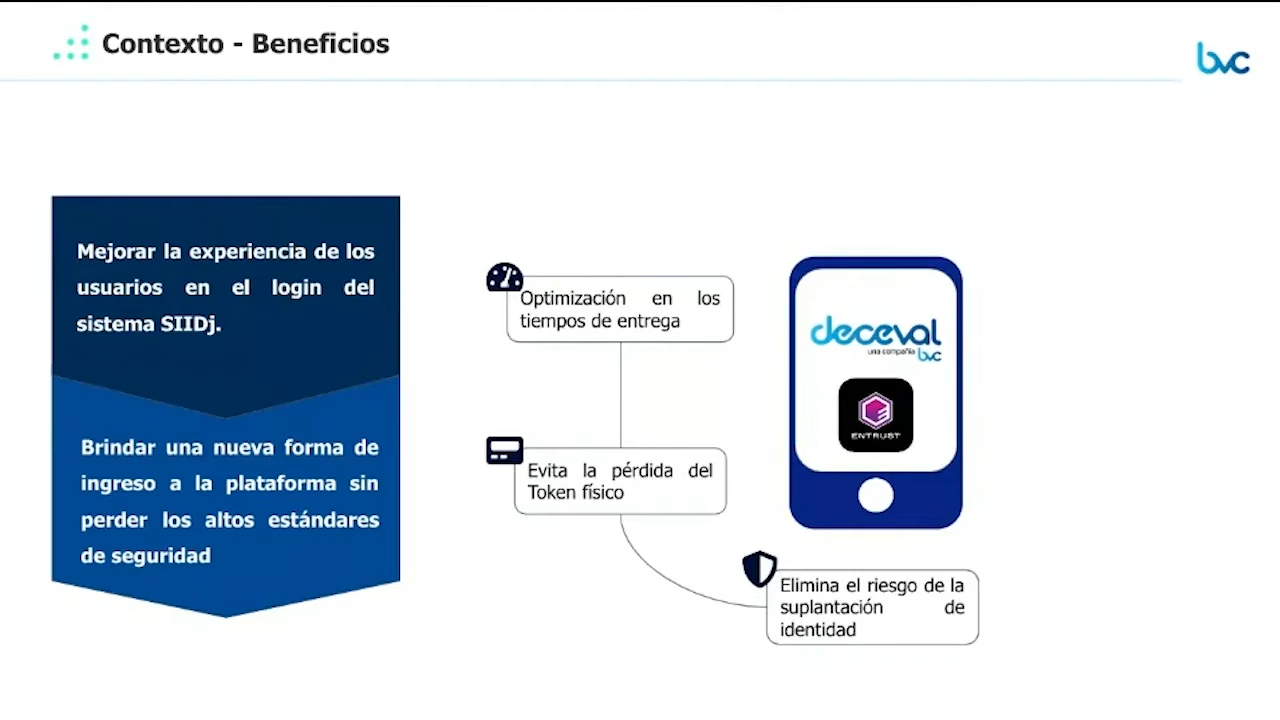 Contexto - Beneficios
bvc
Mejorar la experiencia de los
usuarios en el login del
sistema SIIDj.
Brindar una nueva forma de
ingreso a la plataforma sin
perder los altos estándares
de seguridad
Optimización en los
tiempos de entrega
Evita la pérdida del
Token físico
Elimina el riesgo de la
suplantación de
identidad
deceval
una compañía bvc
ENTRUST